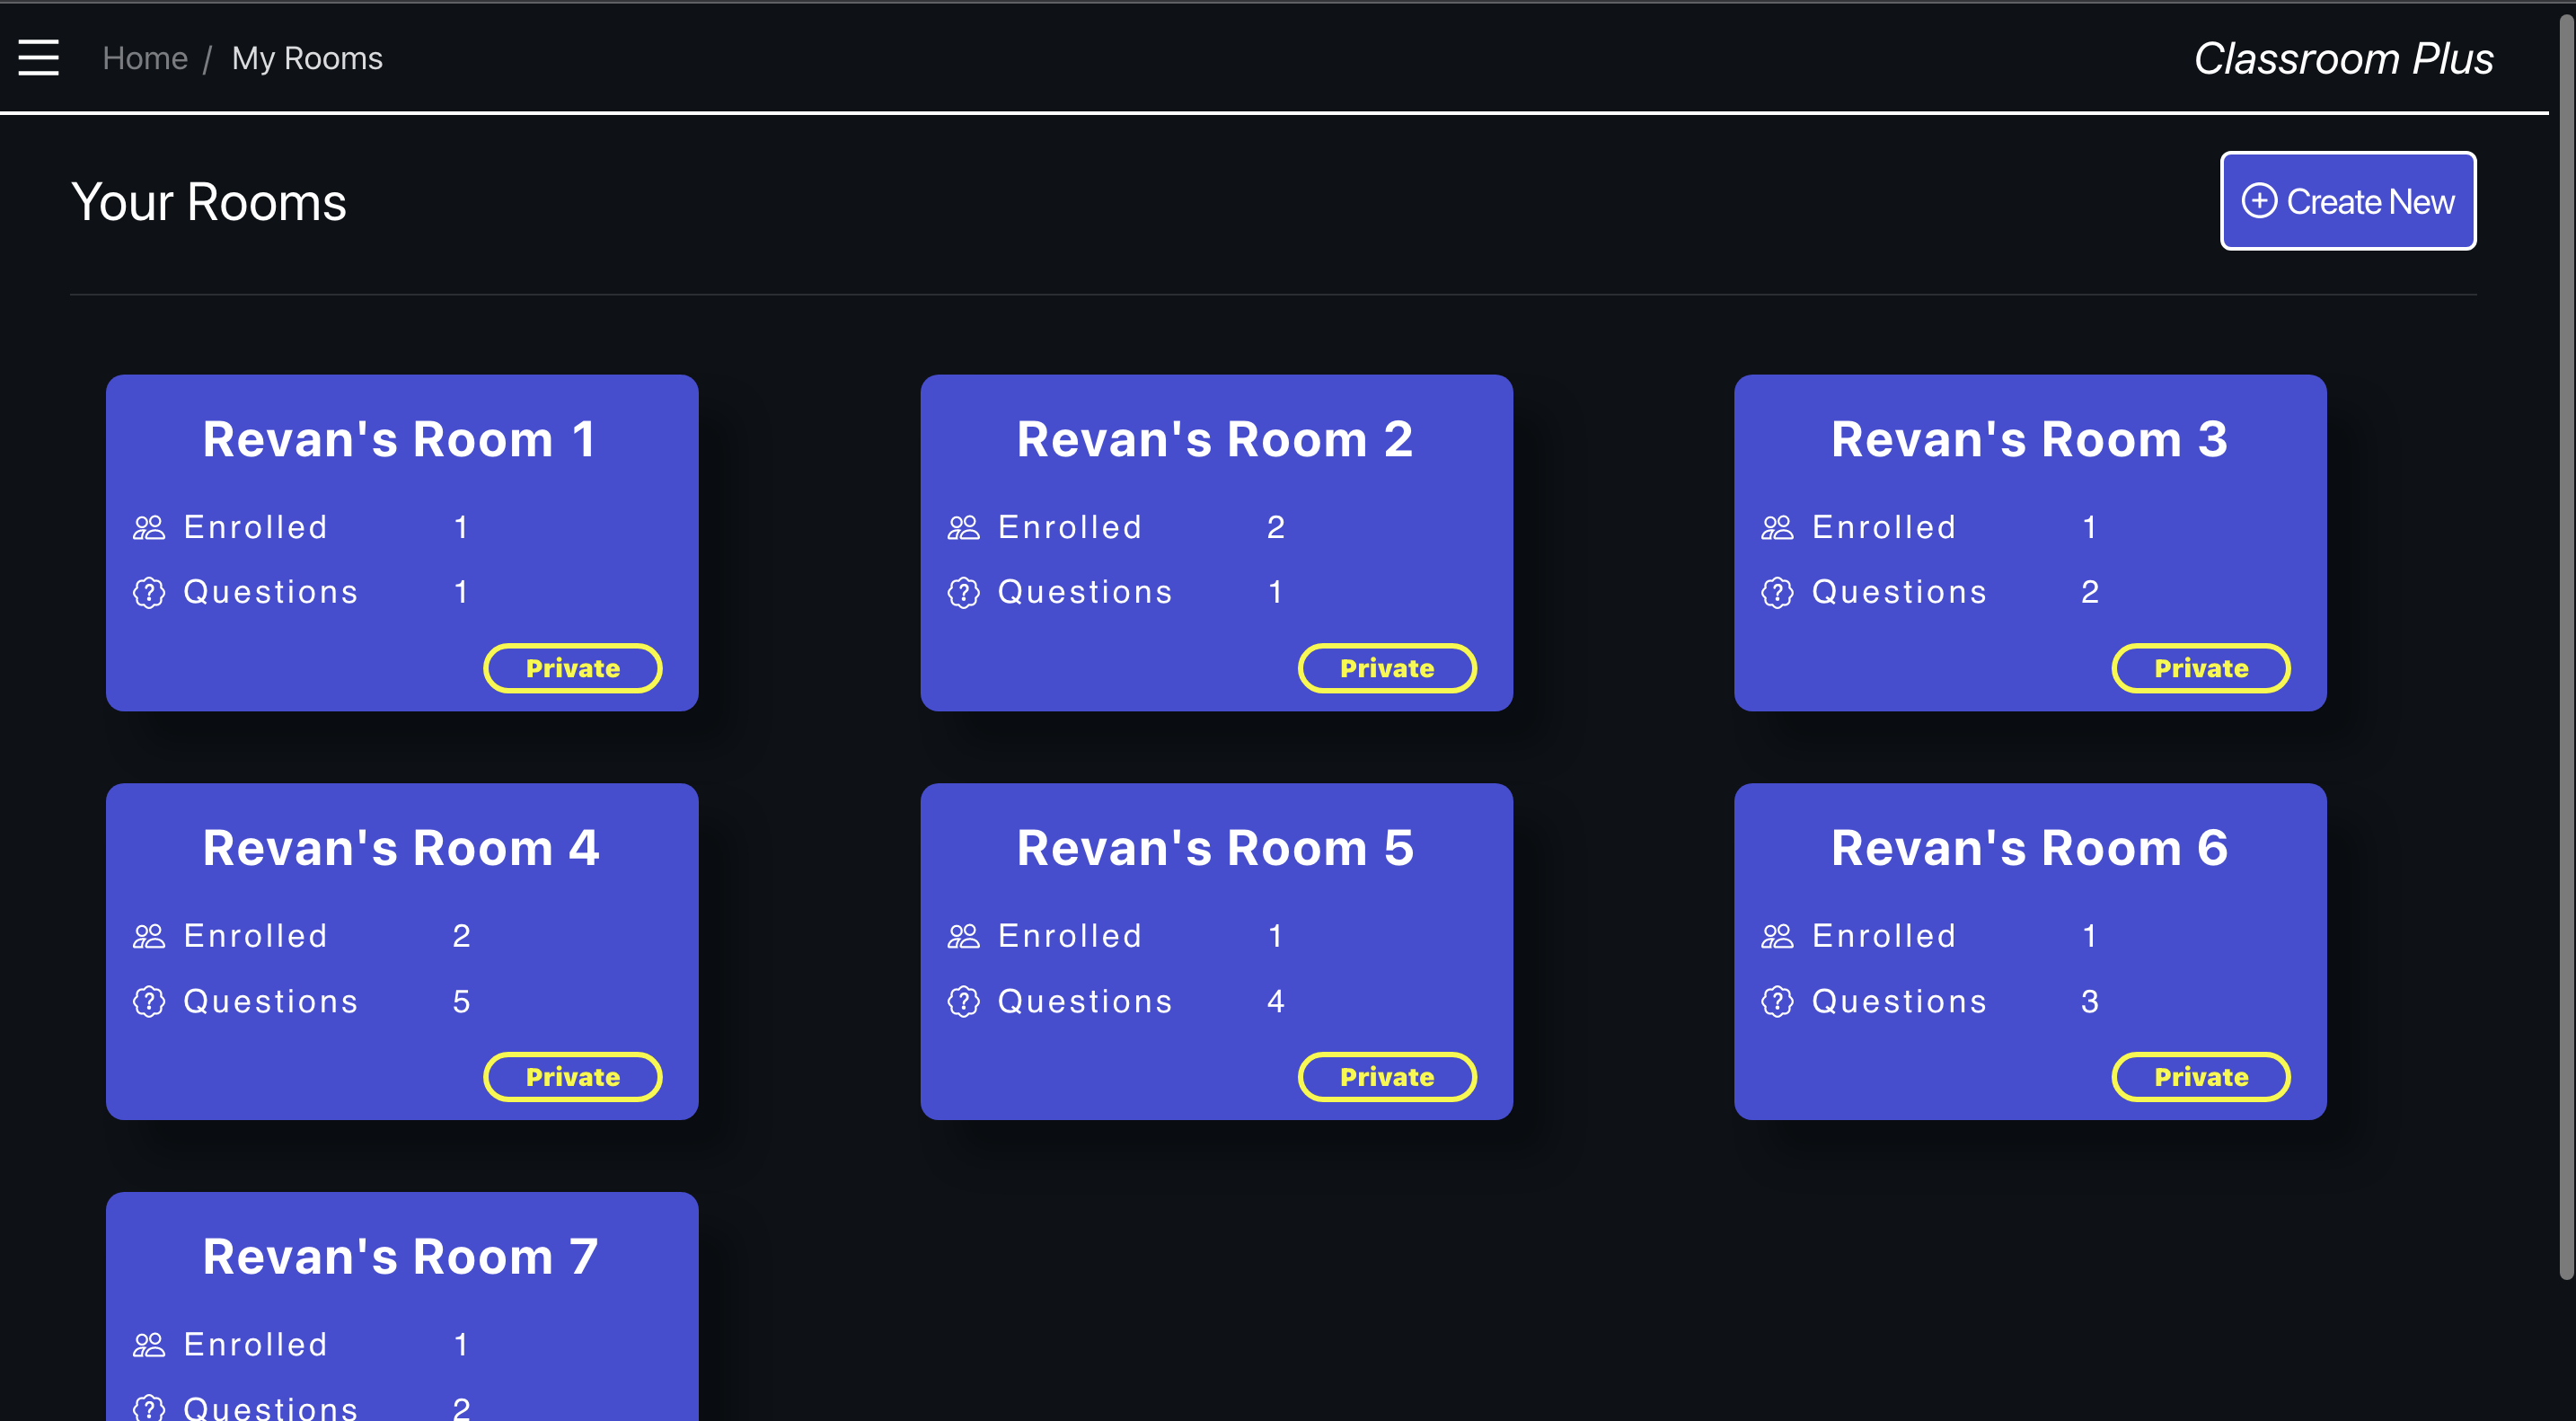 Home / My Rooms
Classroom Plus
Your Rooms
Create New
Revan's Room 1
Enrolled 1
Questions 1
Private
Revan's Room 2
Enrolled 2
Questions 1
Private
Revan's Room 3
Enrolled 1
Questions 2
Private
Revan's Room 4
Enrolled 2
Questions 5
Private
Revan's Room 5
Enrolled 1
Questions 4
Private
Revan's Room 6
Enrolled 1
Questions 3
Private
Revan's Room 7
Enrolled 1
Questions 2